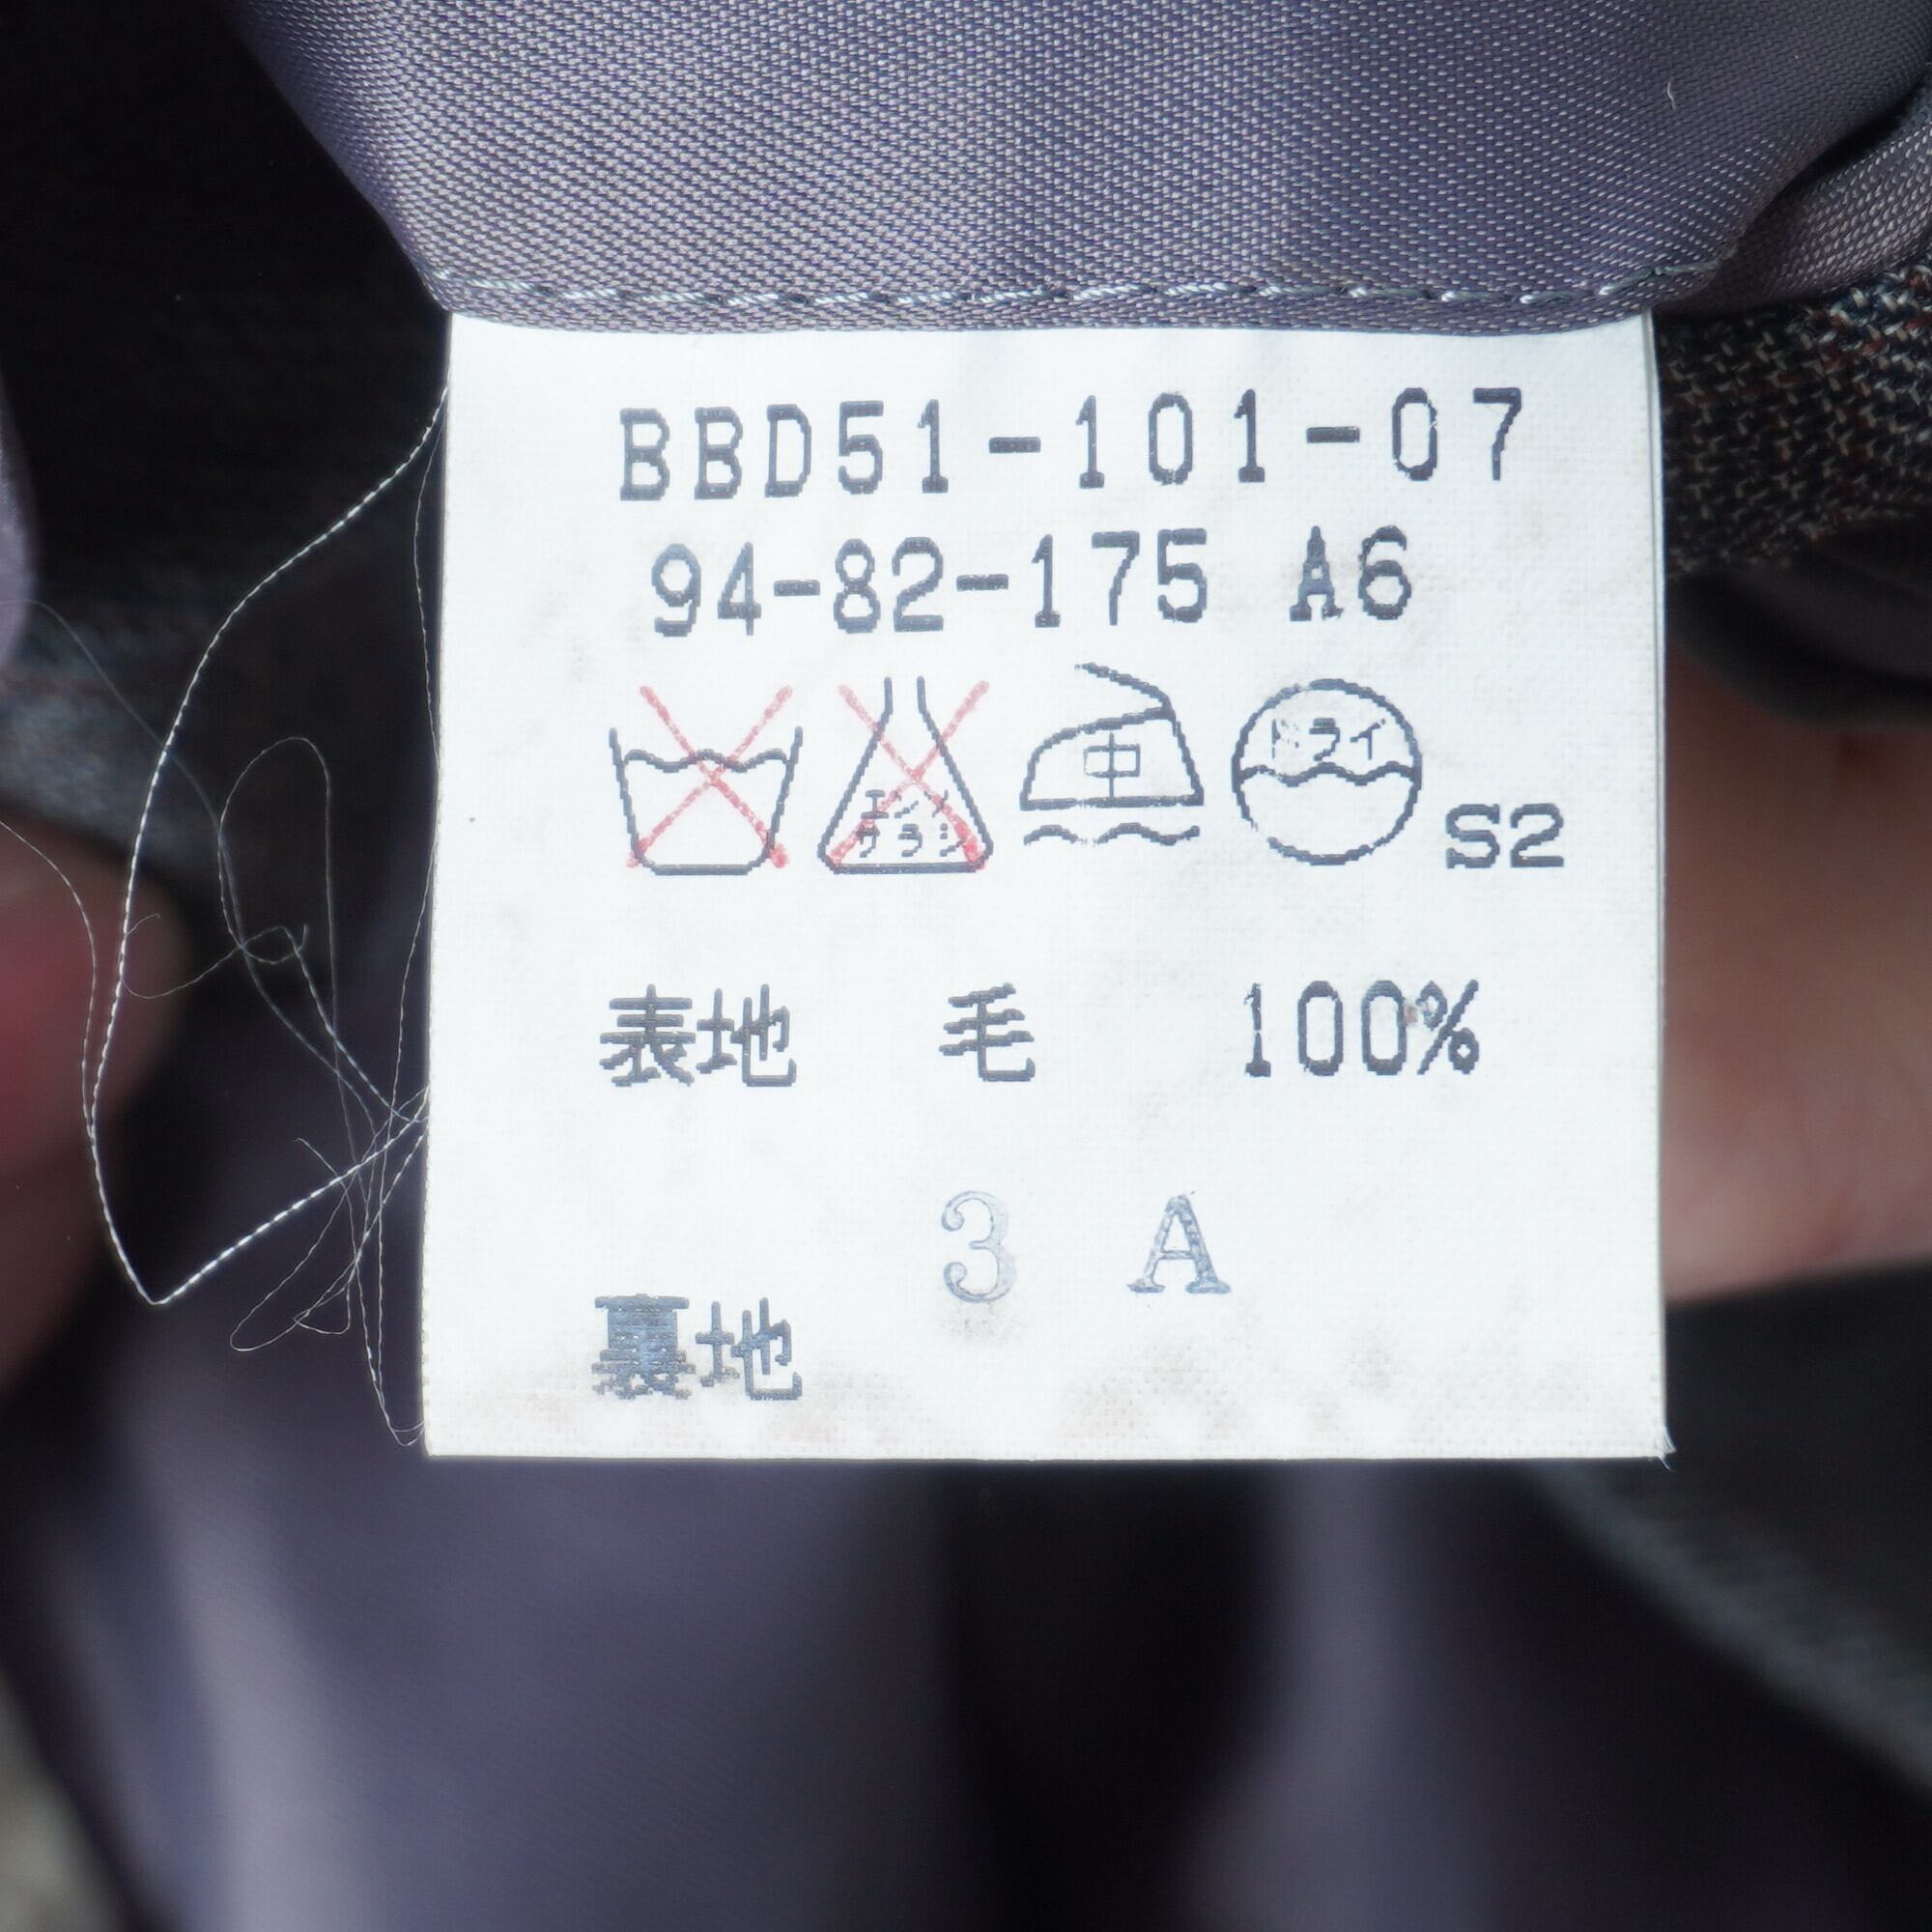 BBD51-101-07
94-82-175 A6
エンソ
サラシ
中
ドライ
S2
表地 毛 100%
3 A
裏地